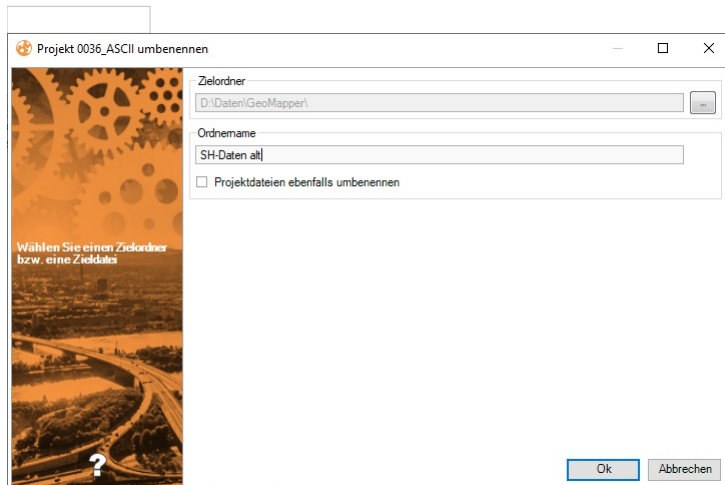 Projekt 0036_ASCII umbenennen
Zielordner
D:\Daten\GeoMapper\
...
Ordnername
SH-Daten alt
Projektdateien ebenfalls umbenennen
Wählen Sie einen Zielordner
bzw. eine Zieldatei
?
Ok
Abbrechen